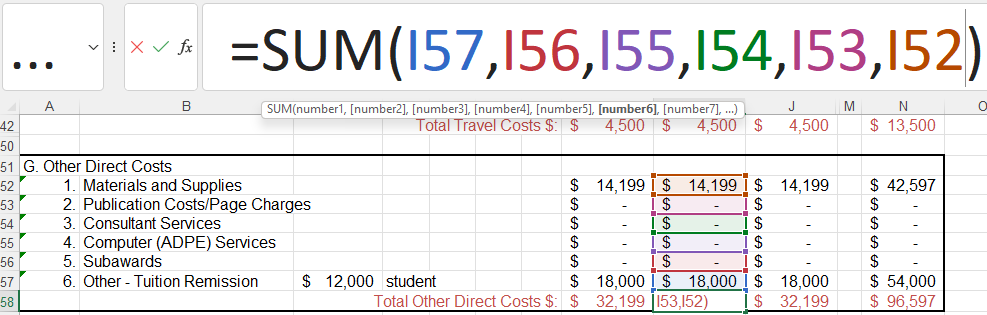 ... fx =SUM(I57,I56,I55,I54,I53,I52)
A B J M N O
SUM(number1, [number2], [number3], [number4], [number5], [number6], [number7], ...)
42 Total Travel Costs $: $ 4,500 $ 4,500 $ 4,500 $ 13,500
50
51 G. Other Direct Costs
52 1. Materials and Supplies $ 14,199 $ 14,199 $ 14,199 $ 42,597
53 2. Publication Costs/Page Charges $ - $ - $ - $ -
54 3. Consultant Services $ - $ - $ - $ -
55 4. Computer (ADPE) Services $ - $ - $ - $ -
56 5. Subawards $ - $ - $ - $ -
57 6. Other - Tuition Remission $ 12,000 student $ 18,000 $ 18,000 $ 18,000 $ 54,000
58 Total Other Direct Costs $: $ 32,199 I53,I52) $ 32,199 $ 96,597